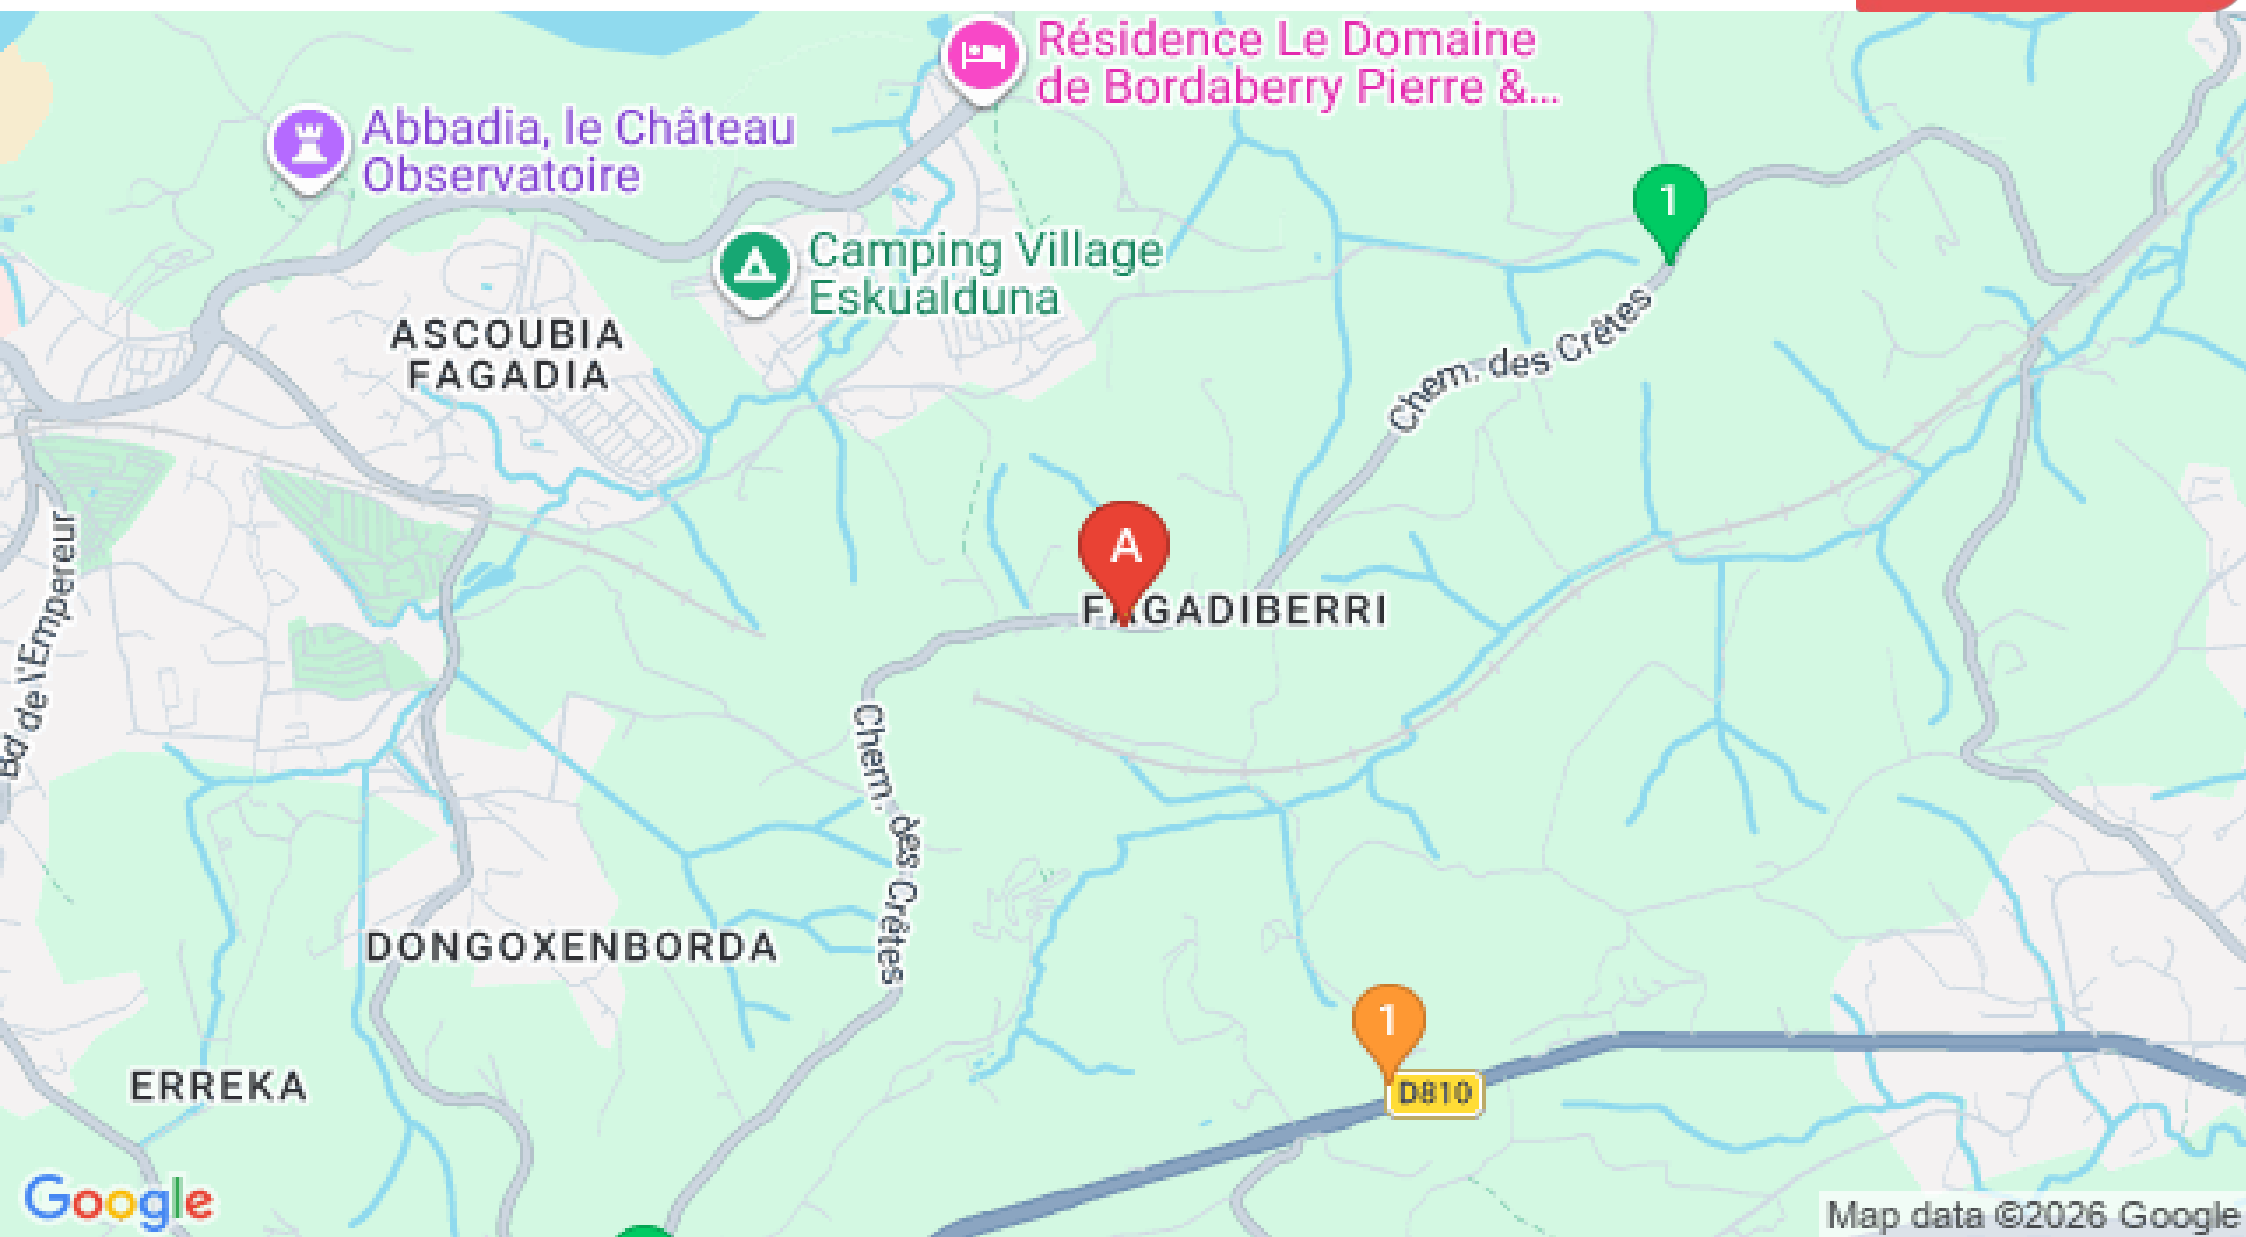 Résidence Le Domaine
de Bordaberry Pierre &...
Abbadia, le Château
Observatoire
1
Camping Village
Eskualduna
ASCOUBIA
FAGADIA
Chem. des Crêtes
A
FAGADIBERRI
Bd de l'Empereur
Chem. des Crêtes
DONGOXENBORDA
1
D810
ERREKA
Google
Map data ©2026 Google